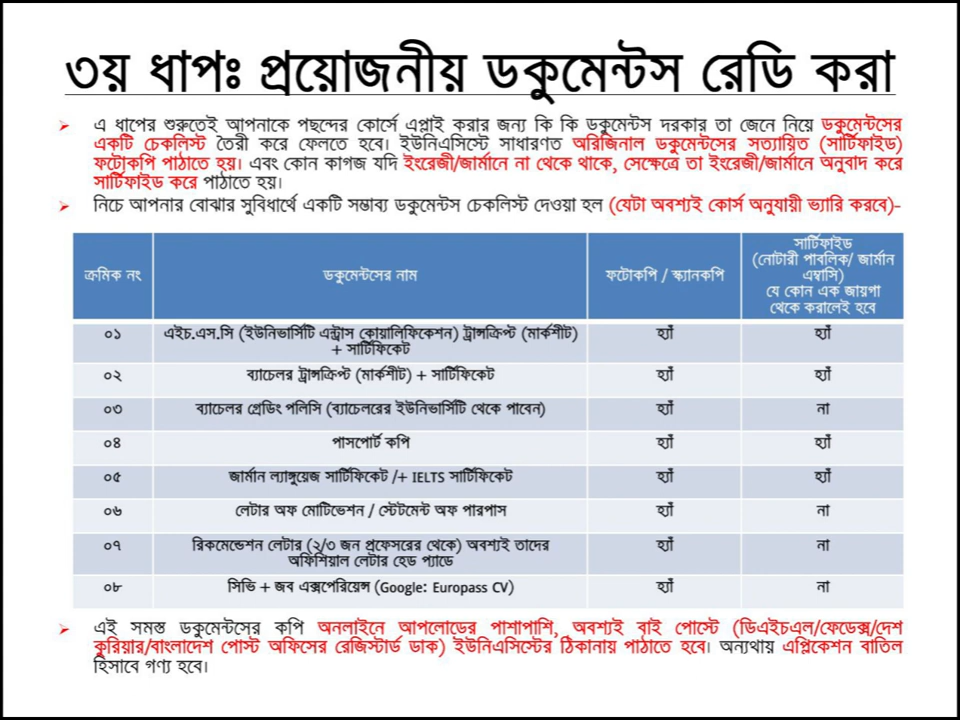 ৩য় ধাপঃ প্রয়োজনীয় ডকুমেন্টস রেডি করা
➢ এ ধাপের শুরুতেই আপনাকে পছন্দের কোর্সে এপ্লাই করার জন্য কি কি ডকুমেন্টস দরকার তা জেনে নিয়ে ডকুমেন্টসের
একটি চেকলিস্ট তৈরী করে ফেলতে হবে। ইউনিএসিস্টে সাধারণত অরিজিনাল ডকুমেন্টসের সত্যায়িত (সার্টিফাইড)
ফটোকপি পাঠাতে হয়। এবং কোন কাগজ যদি ইংরেজী/জার্মানে না থেকে থাকে, সেক্ষেত্রে তা ইংরেজী/জার্মানে অনুবাদ করে
সার্টিফাইড করে পাঠাতে হয়।
➢ নিচে আপনার বোঝার সুবিধার্থে একটি সম্ভাব্য ডকুমেন্টস চেকলিস্ট দেওয়া হল (যেটা অবশ্যই কোর্স অনুযায়ী ভ্যারি করবে)-
ক্রমিক নং ডকুমেন্টসের নাম ফটোকপি / স্ক্যানকপি সার্টিফাইড
(নোটারী পাবলিক/ জার্মান
এম্বাসি)
যে কোন এক জায়গা
থেকে করালেই হবে
০১ এইচ.এস.সি (ইউনিভার্সিটি এন্ট্রাস কোয়ালিফিকেশন) ট্রান্সক্রিপ্ট (মার্কশীট) হ্যাঁ হ্যাঁ
+ সার্টিফিকেট
০২ ব্যাচেলর ট্রান্সক্রিপ্ট (মার্কশীট) + সার্টিফিকেট হ্যাঁ হ্যাঁ
০৩ ব্যাচেলর গ্রেডিং পলিসি (ব্যাচেলরের ইউনিভার্সিটি থেকে পাবেন) হ্যাঁ না
০৪ পাসপোর্ট কপি হ্যাঁ হ্যাঁ
০৫ জার্মান ল্যাঙ্গুয়েজ সার্টিফিকেট /+ IELTS সার্টিফিকেট হ্যাঁ হ্যাঁ
০৬ লেটার অফ মোটিভেশন / স্টেটমেন্ট অফ পারপাস হ্যাঁ না
০৭ রিকমেন্ডেশন লেটার (২/৩ জন প্রফেসরের থেকে) অবশ্যই তাদের হ্যাঁ না
অফিশিয়াল লেটার হেড প্যাডে
০৮ সিভি + জব এক্সপেরিয়েন্স (Google: Europass CV) হ্যাঁ না
➢ এই সমস্ত ডকুমেন্টসের কপি অনলাইনে আপলোডের পাশাপাশি, অবশ্যই বাই পোস্টে (ডিএইচএল/ফেডেক্স/দেশ
কুরিয়ার/বাংলাদেশ পোস্ট অফিসের রেজিস্টার্ড ডাক) ইউনিএসিস্টের ঠিকানায় পাঠাতে হবে। অন্যথায় এপ্লিকেশন বাতিল
হিসাবে গণ্য হবে।